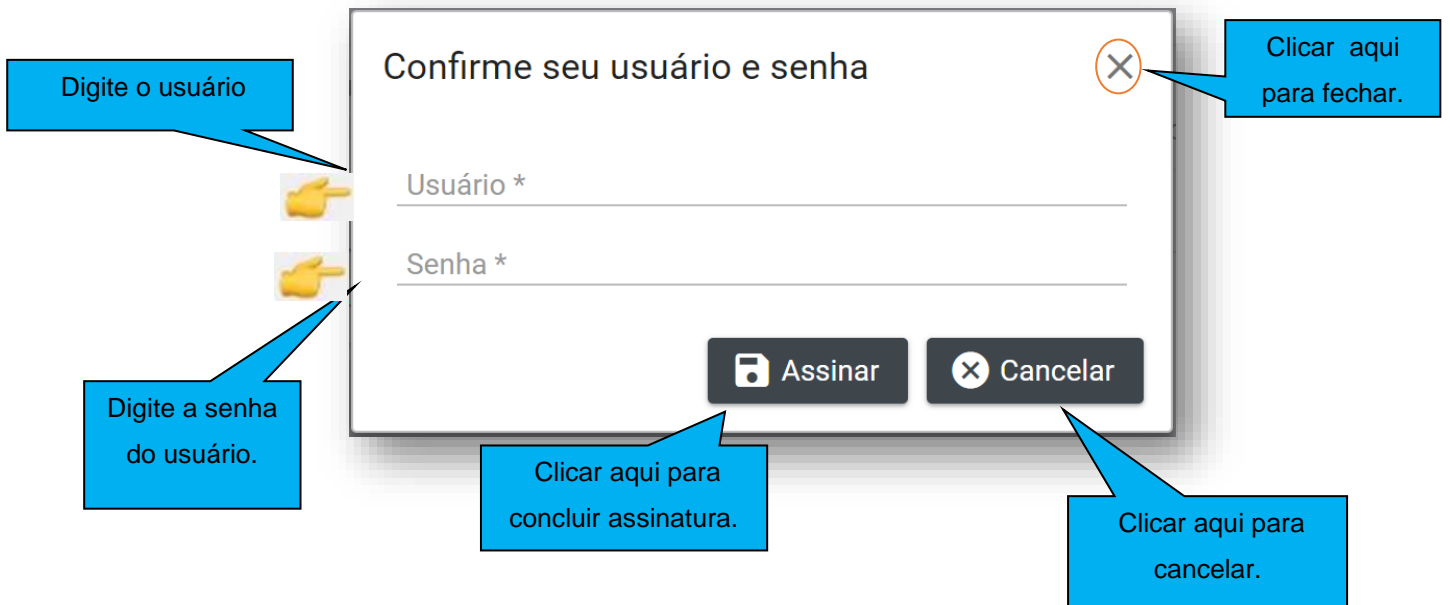 Clicar aqui
para fechar.
Confirme seu usuário e senha
Digite o usuário
Usuário *
Senha *
Assinar
Cancelar
Digite a senha
do usuário.
Clicar aqui para
concluir assinatura.
Clicar aqui para
cancelar.